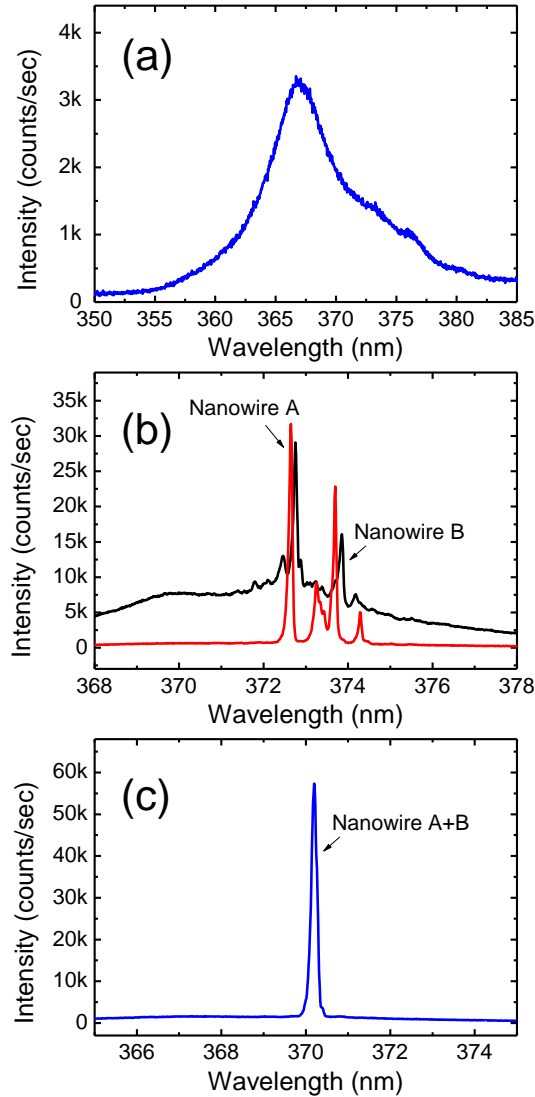 (a)
4k
3k
2k
1k
0
Intensity (counts/sec)
350 355 360 365 370 375 380 385
Wavelength (nm)
(b)
Nanowire A
Nanowire B
35k
30k
25k
20k
15k
10k
5k
0
Intensity (counts/sec)
368 370 372 374 376 378
Wavelength (nm)
(c)
Nanowire A+B
60k
50k
40k
30k
20k
10k
0
Intensity (counts/sec)
366 368 370 372 374
Wavelength (nm)